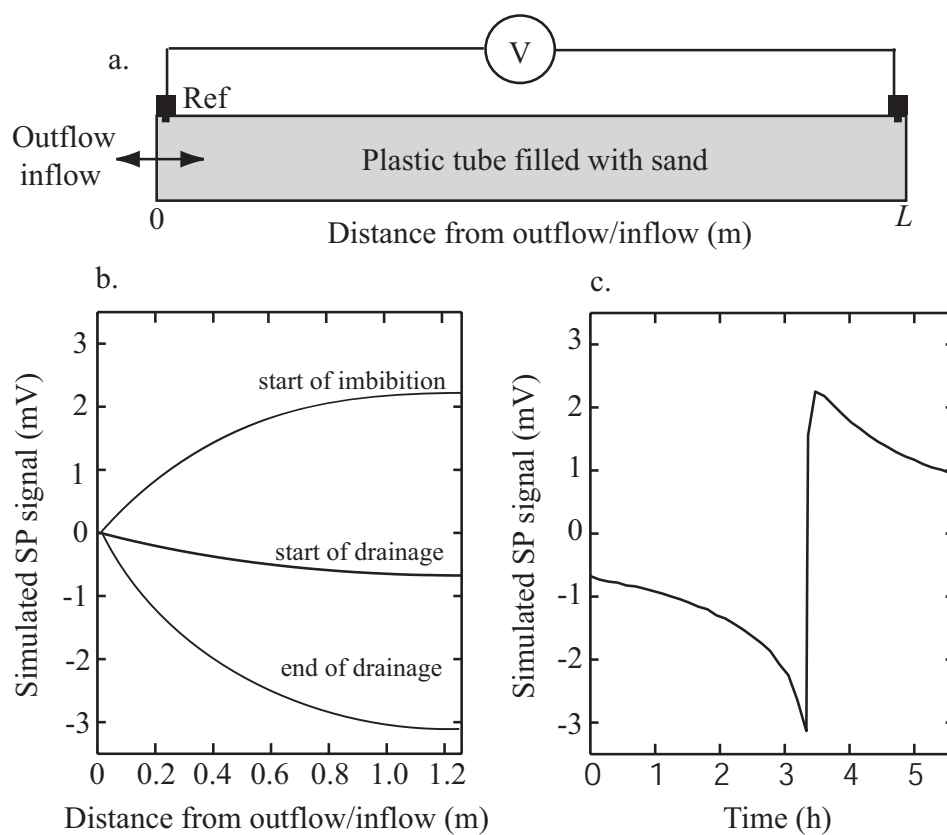 a.
V
Ref
Outflow
inflow
Plastic tube filled with sand
0
L
Distance from outflow/inflow (m)
b.
Simulated SP signal (mV)
3
2
1
0
-1
-2
-3
start of imbibition
start of drainage
end of drainage
0 0.2 0.4 0.6 0.8 1.0 1.2
Distance from outflow/inflow (m)
c.
Simulated SP signal (mV)
3
2
1
0
-1
-2
-3
0 1 2 3 4 5
Time (h)